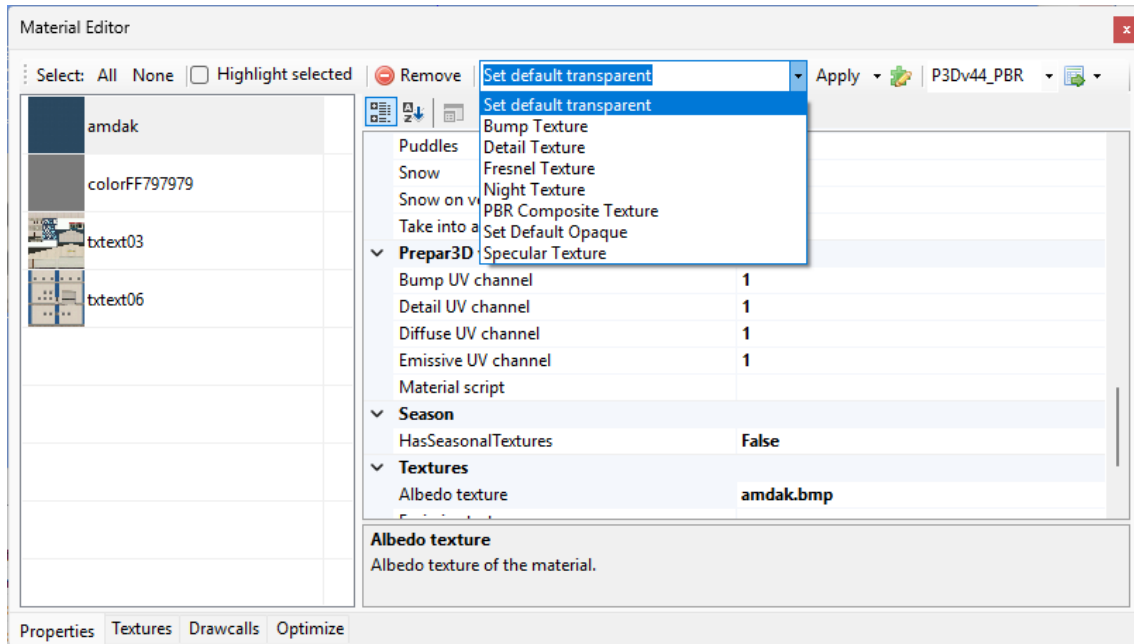 Material Editor
x
Select: All None Highlight selected Remove Set default transparent Apply P3Dv44_PBR
Set default transparent
Bump Texture
Detail Texture
Fresnel Texture
Night Texture
PBR Composite Texture
Set Default Opaque
Specular Texture
amdak
colorFF797979
txtext03
txtext06
Puddles
Snow
Snow on
Take into
Prepar3D
Bump UV channel 1
Detail UV channel 1
Diffuse UV channel 1
Emissive UV channel 1
Material script
Season
HasSeasonalTextures False
Textures
Albedo texture amdak.bmp
Albedo texture
Albedo texture of the material.
Properties Textures Drawcalls Optimize